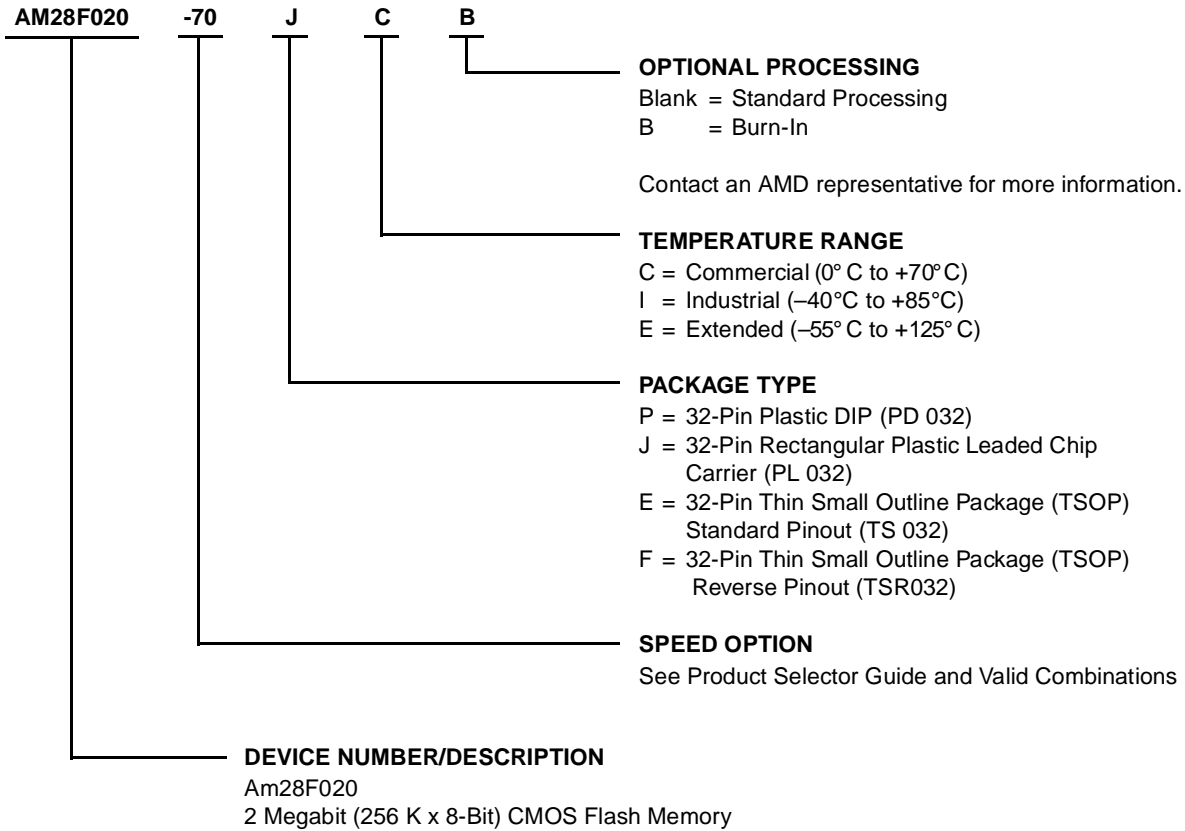 AM28F020 -70 J C B
OPTIONAL PROCESSING
Blank = Standard Processing
B = Burn-In
Contact an AMD representative for more information.
TEMPERATURE RANGE
C = Commercial (0° C to +70°C)
I = Industrial (–40°C to +85°C)
E = Extended (–55° C to +125° C)
PACKAGE TYPE
P = 32-Pin Plastic DIP (PD 032)
J = 32-Pin Rectangular Plastic Leaded Chip
Carrier (PL 032)
E = 32-Pin Thin Small Outline Package (TSOP)
Standard Pinout (TS 032)
F = 32-Pin Thin Small Outline Package (TSOP)
Reverse Pinout (TSR032)
SPEED OPTION
See Product Selector Guide and Valid Combinations
DEVICE NUMBER/DESCRIPTION
Am28F020
2 Megabit (256 K x 8-Bit) CMOS Flash Memory